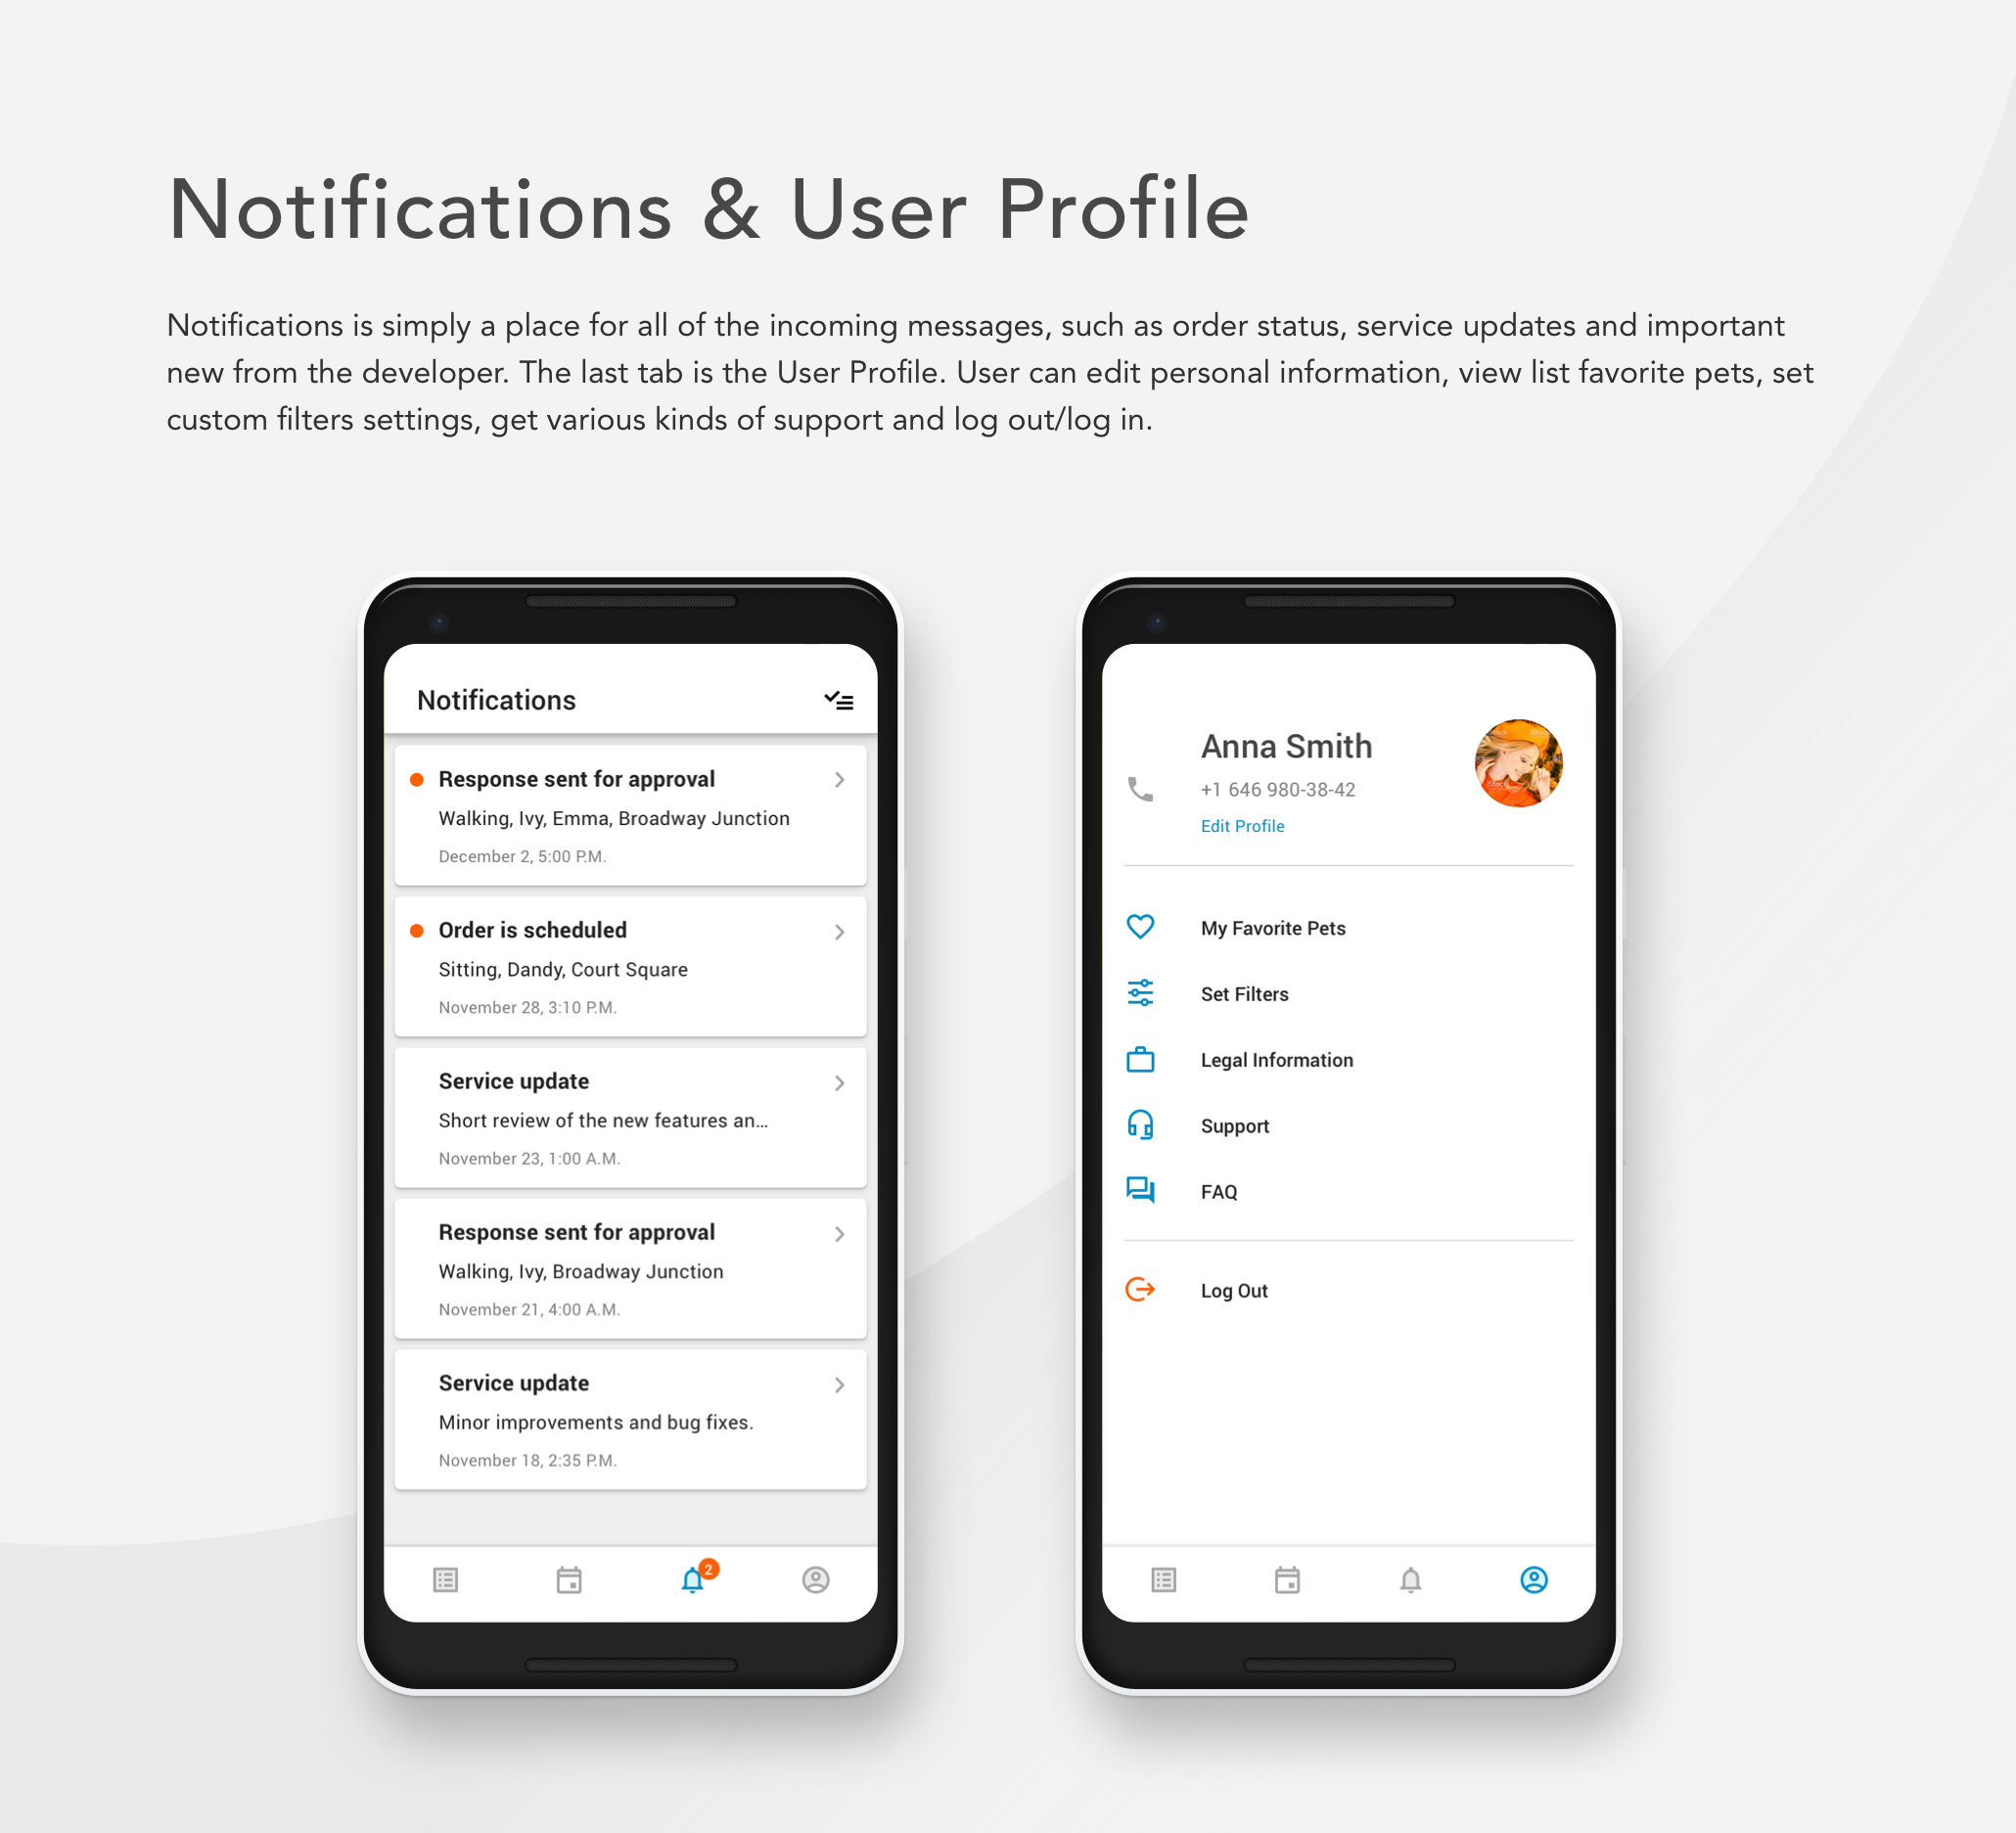 Notifications & User Profile
Notifications is simply a place for all of the incoming messages, such as order status, service updates and important
new from the developer. The last tab is the User Profile. User can edit personal information, view list favorite pets, set
custom filters settings, get various kinds of support and log out/log in.
Notifications
Response sent for approval
Walking, Ivy, Emma, Broadway Junction
December 2, 5:00 P.M.
Order is scheduled
Sitting, Dandy, Court Square
November 28, 3:10 P.M.
Service update
Short review of the new features an...
November 23, 1:00 A.M.
Response sent for approval
Walking, Ivy, Broadway Junction
November 21, 4:00 A.M.
Service update
Minor improvements and bug fixes.
November 18, 2:35 P.M.
2
Anna Smith
+1 646 980-38-42
Edit Profile
My Favorite Pets
Set Filters
Legal Information
Support
FAQ
Log Out